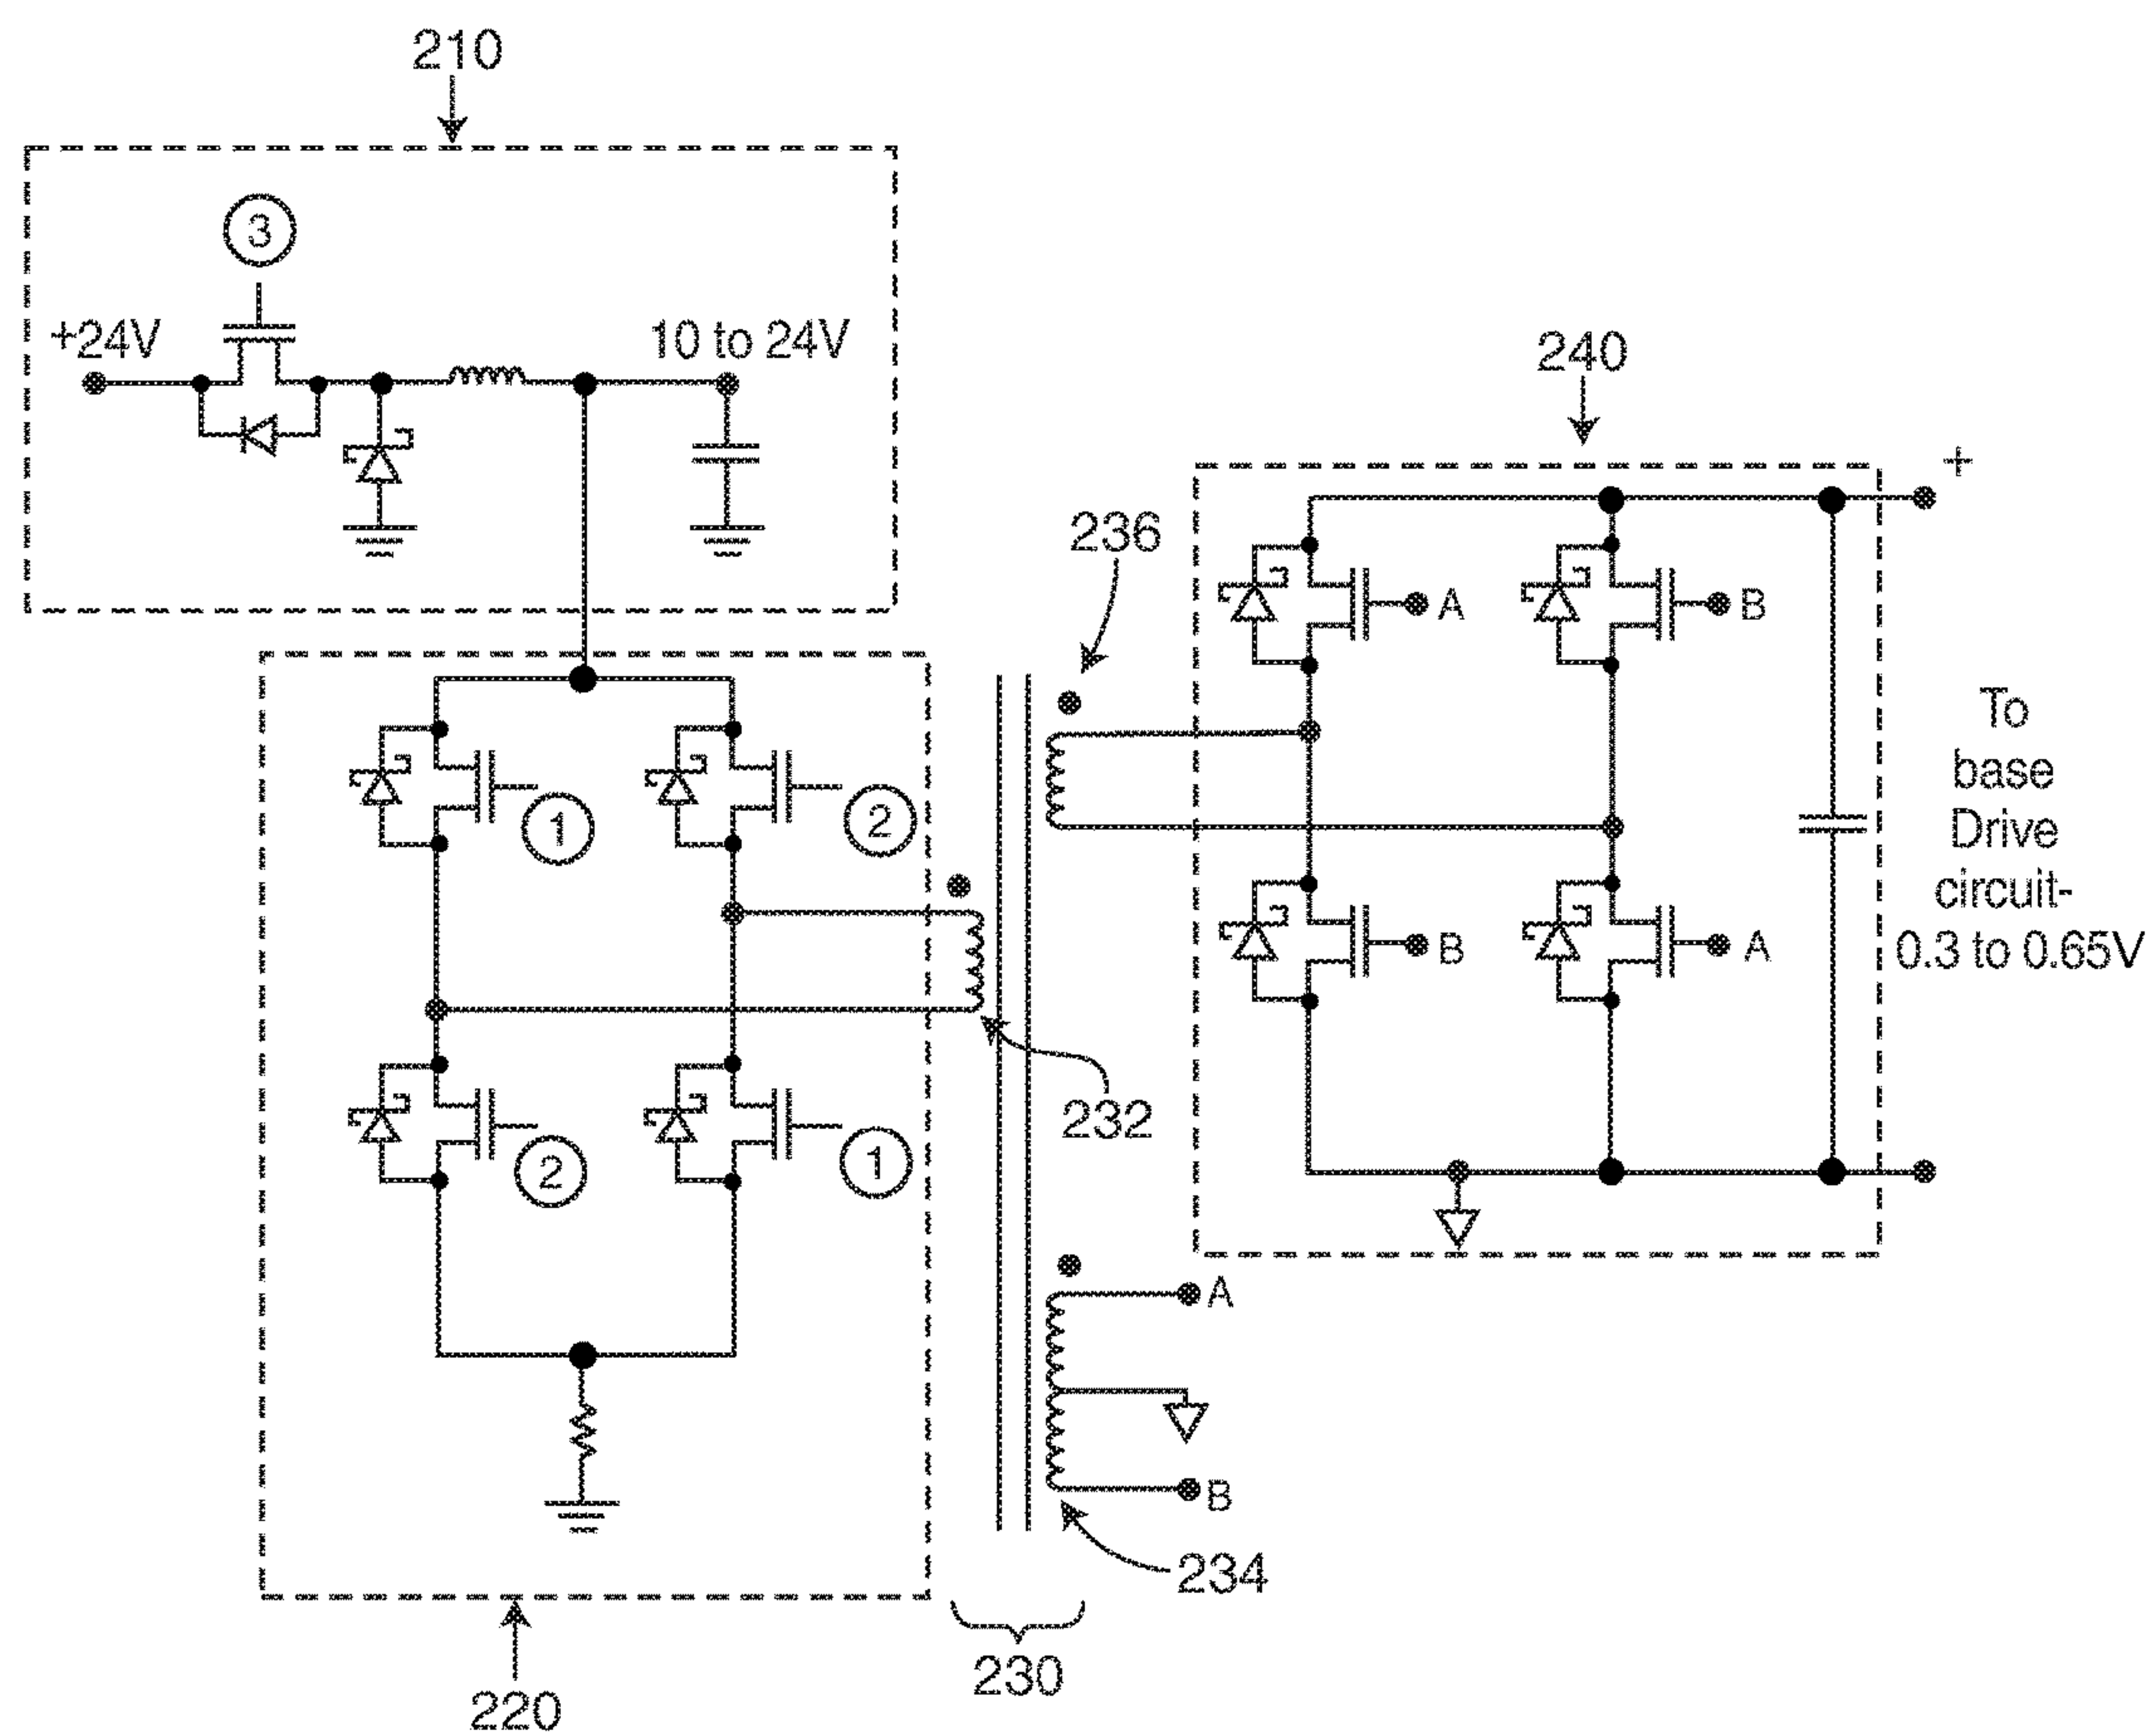 210
3
+24V
10 to 24V
240
+
236
A
B
To
base
Drive
circuit-
0.3 to 0.65V
1
2
B
A
232
2
1
A
B
234
230
220